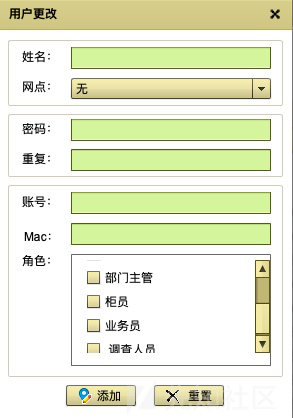 用户更改
姓名：
网点： 无
密码：
重复：
账号：
Mac:
角色：
部门主管
柜员
业务员
调查人员
添加 重置
社区